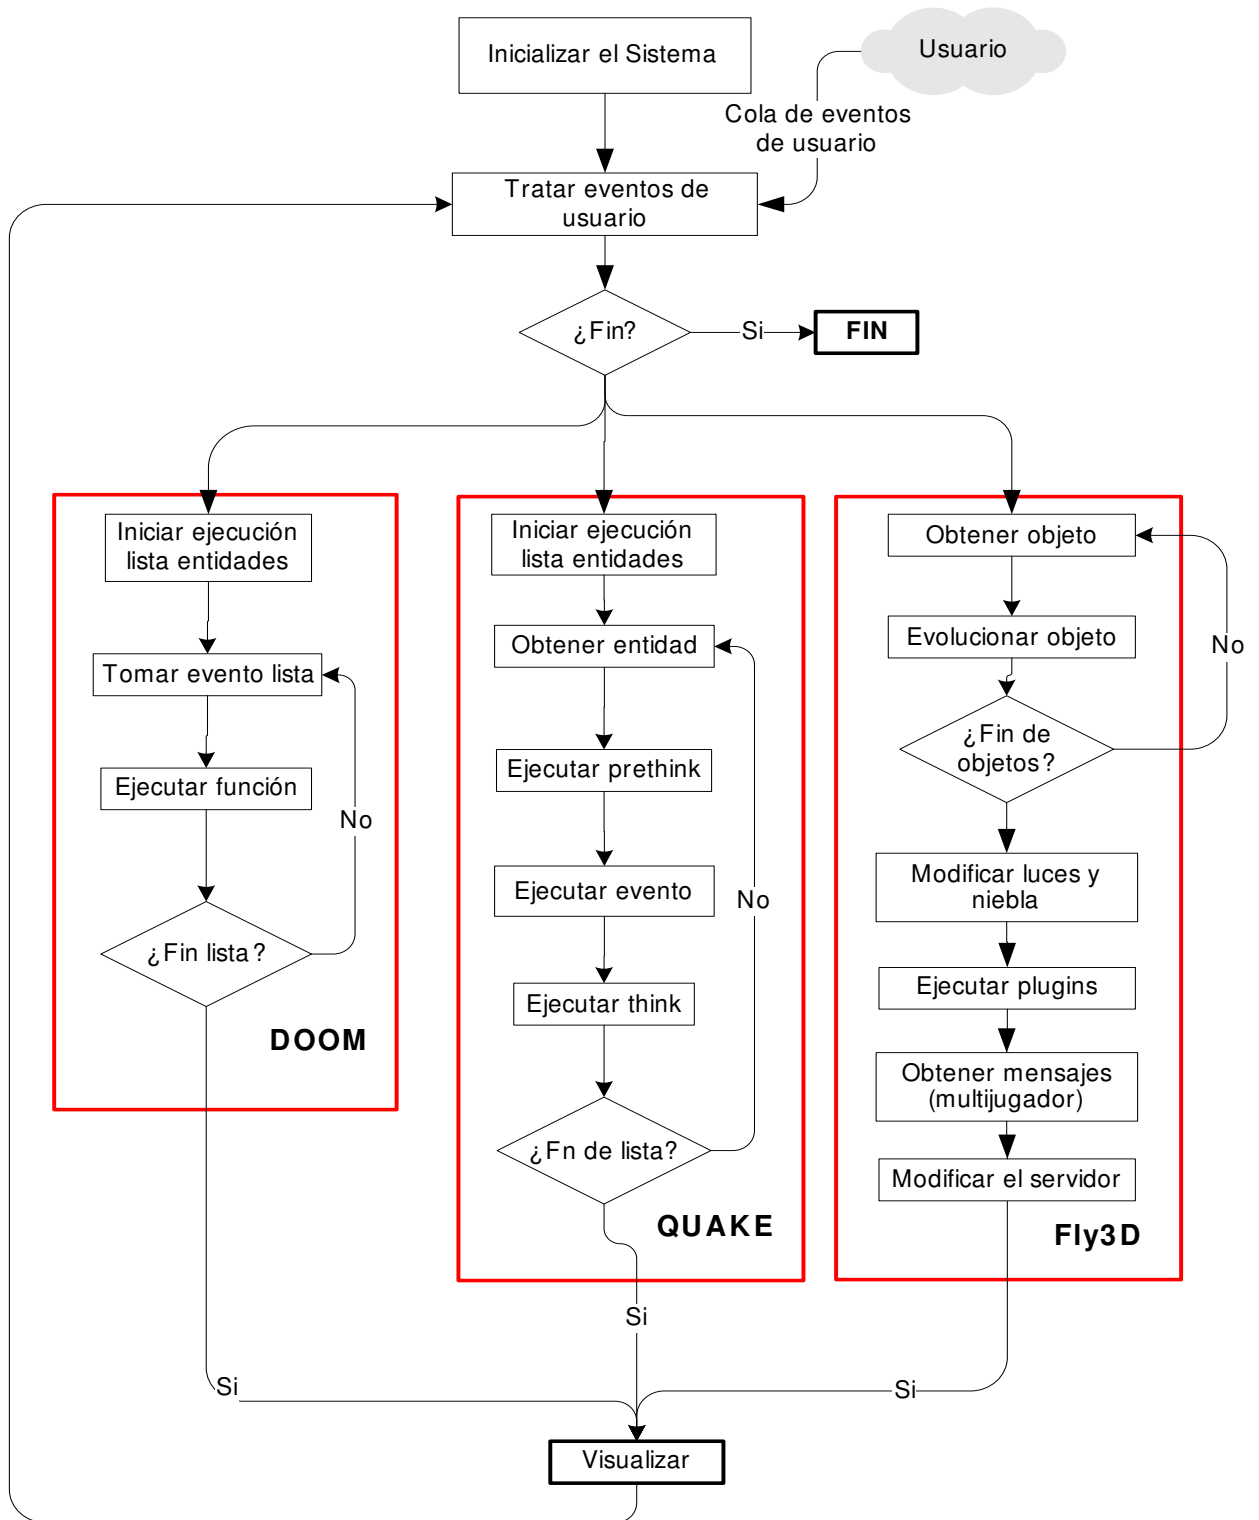 Inicializar el Sistema
Usuario
Cola de eventos
de usuario
Tratar eventos de
usuario
¿Fin?
Si
FIN
Iniciar ejecución
lista entidades
Tomar evento lista
Ejecutar función
No
¿Fin lista?
DOOM
Iniciar ejecución
lista entidades
Obtener entidad
Ejecutar prethink
Ejecutar evento
No
Ejecutar think
¿Fn de lista?
QUAKE
Obtener objeto
Evolucionar objeto
No
¿Fin de
objetos?
Modificar luces y
niebla
Ejecutar plugins
Obtener mensajes
(multijugador)
Modificar el servidor
Fly3D
Si
Si
Si
Visualizar